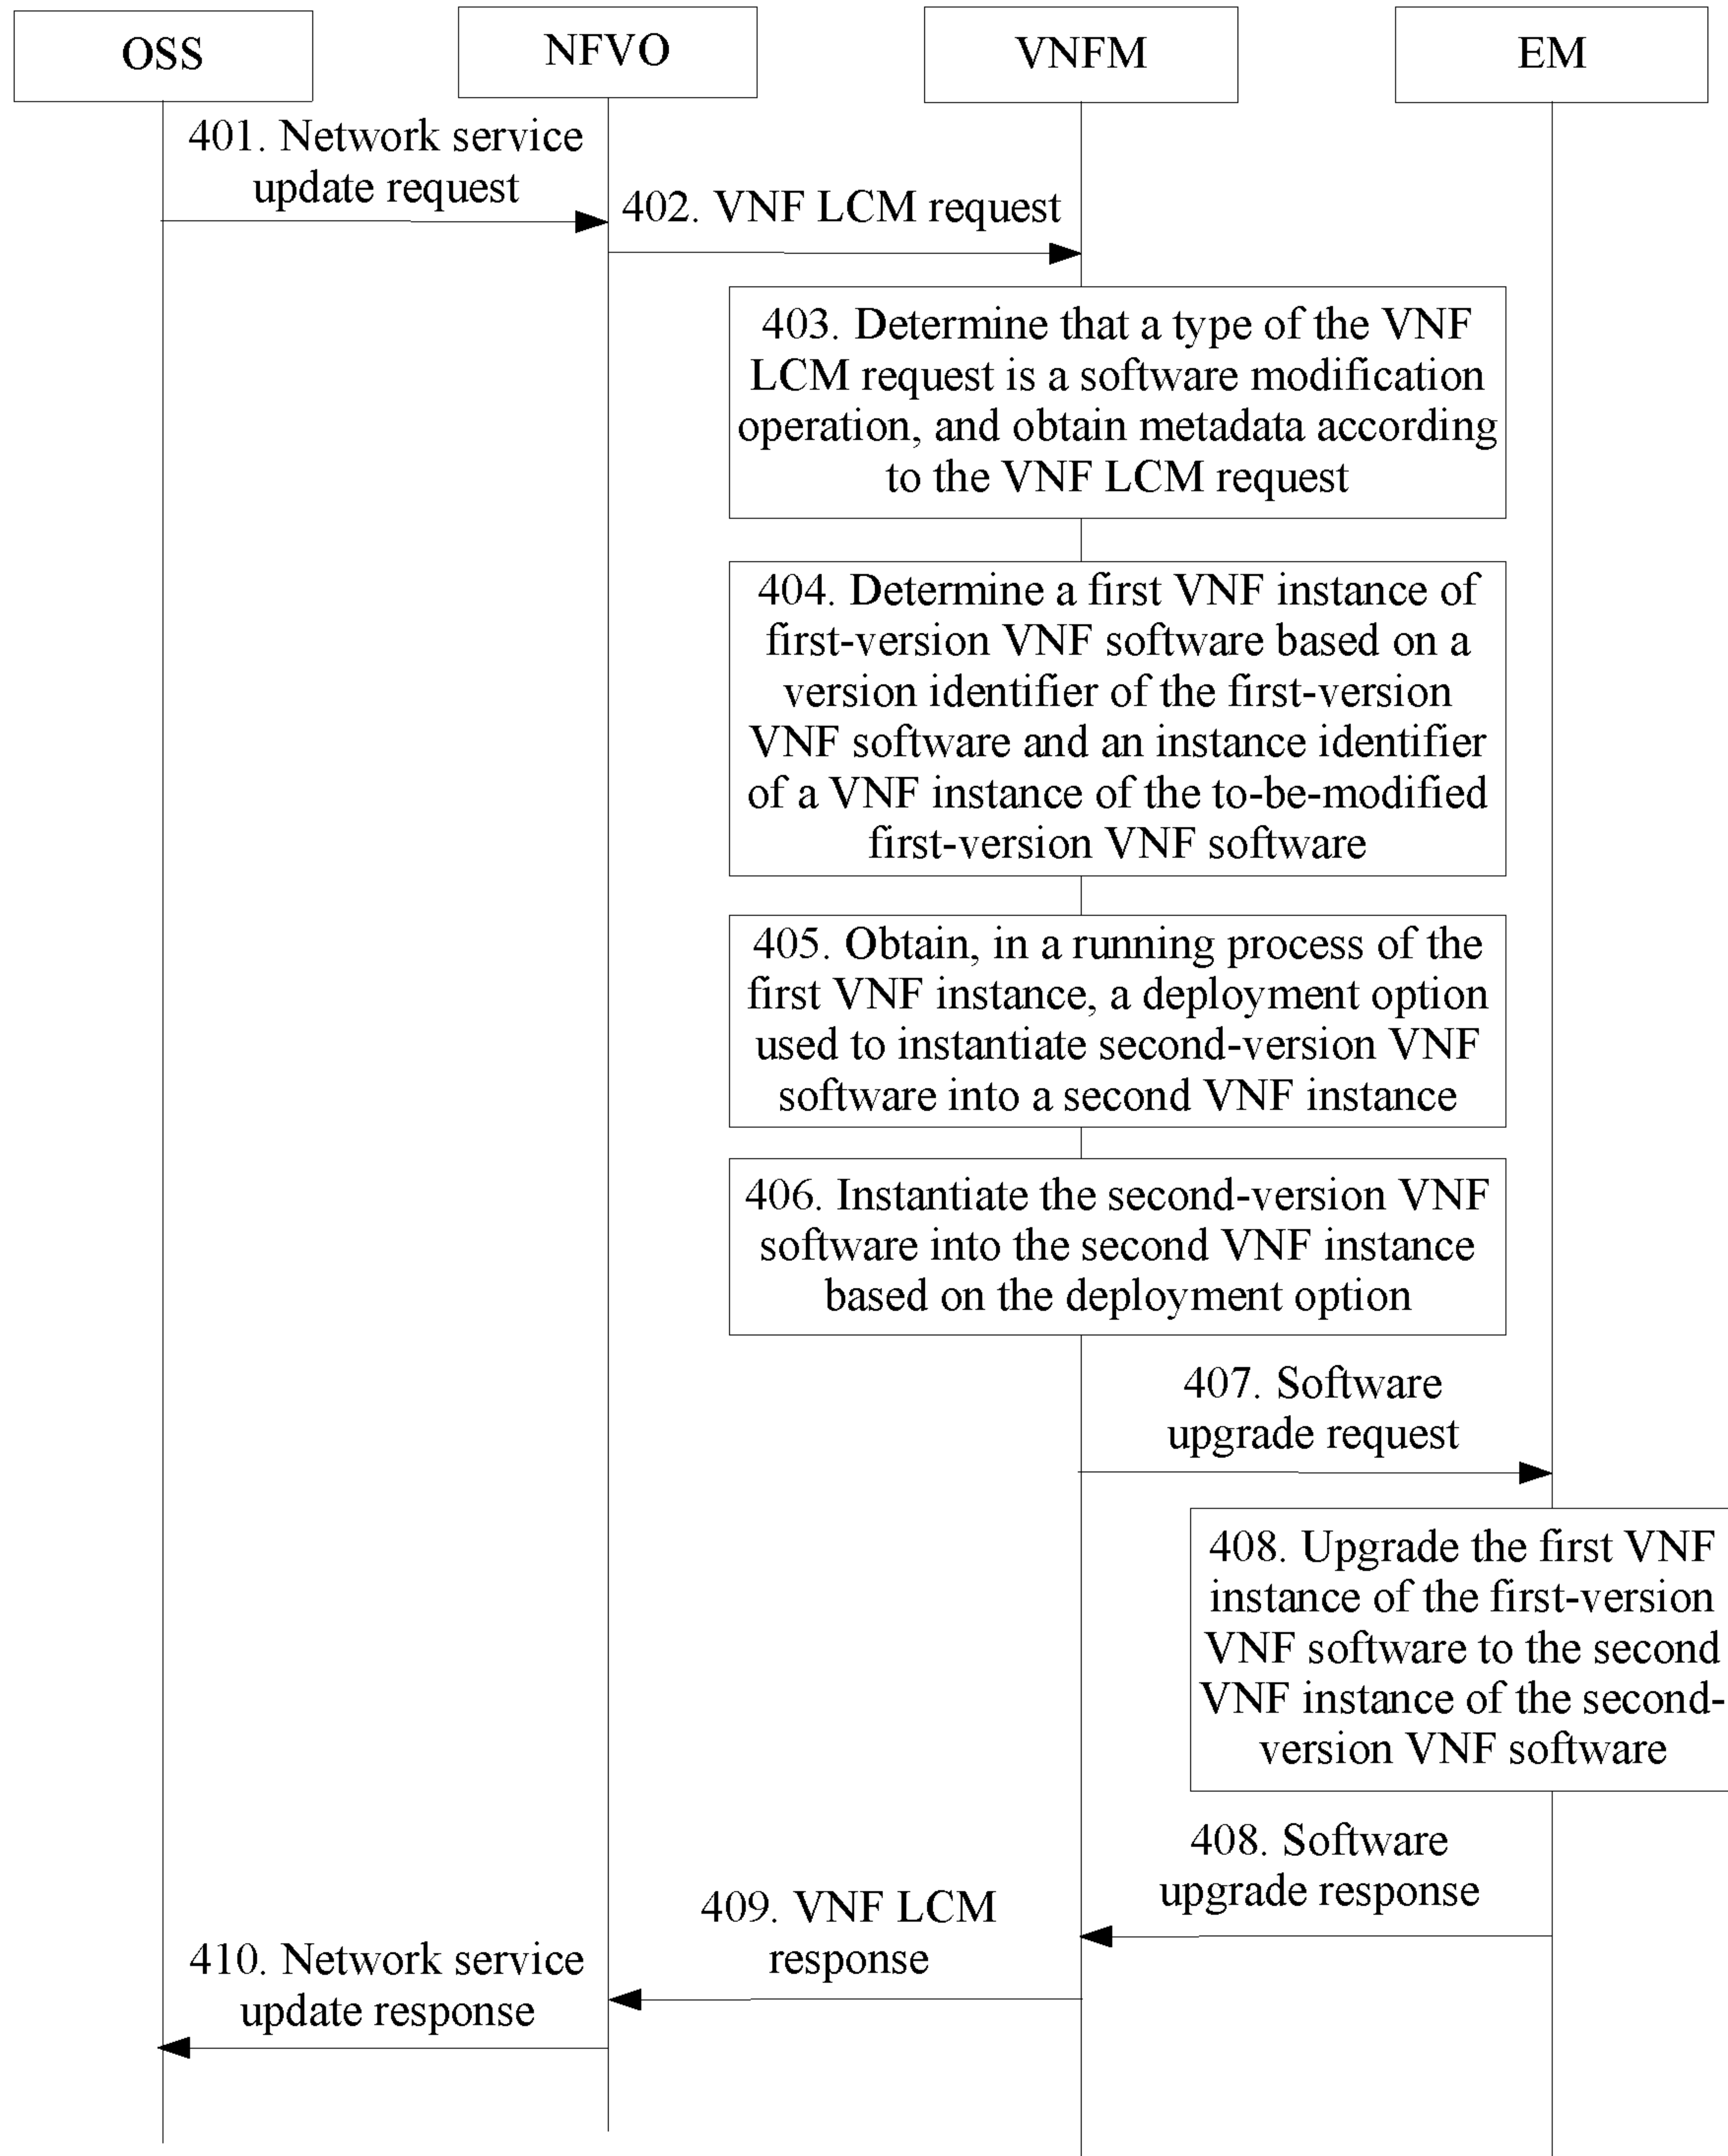 OSS
NFVO
VNFM
EM
401. Network service
update request
402. VNF LCM request
403. Determine that a type of the VNF
LCM request is a software modification
operation, and obtain metadata according
to the VNF LCM request
404. Determine a first VNF instance of
first-version VNF software based on a
version identifier of the first-version
VNF software and an instance identifier
of a VNF instance of the to-be-modified
first-version VNF software
405. Obtain, in a running process of the
first VNF instance, a deployment option
used to instantiate second-version VNF
software into a second VNF instance
406. Instantiate the second-version VNF
software into the second VNF instance
based on the deployment option
407. Software
upgrade request
408. Upgrade the first VNF
instance of the first-version
VNF software to the second
VNF instance of the second-
version VNF software
408. Software
upgrade response
409. VNF LCM
response
410. Network service
update response